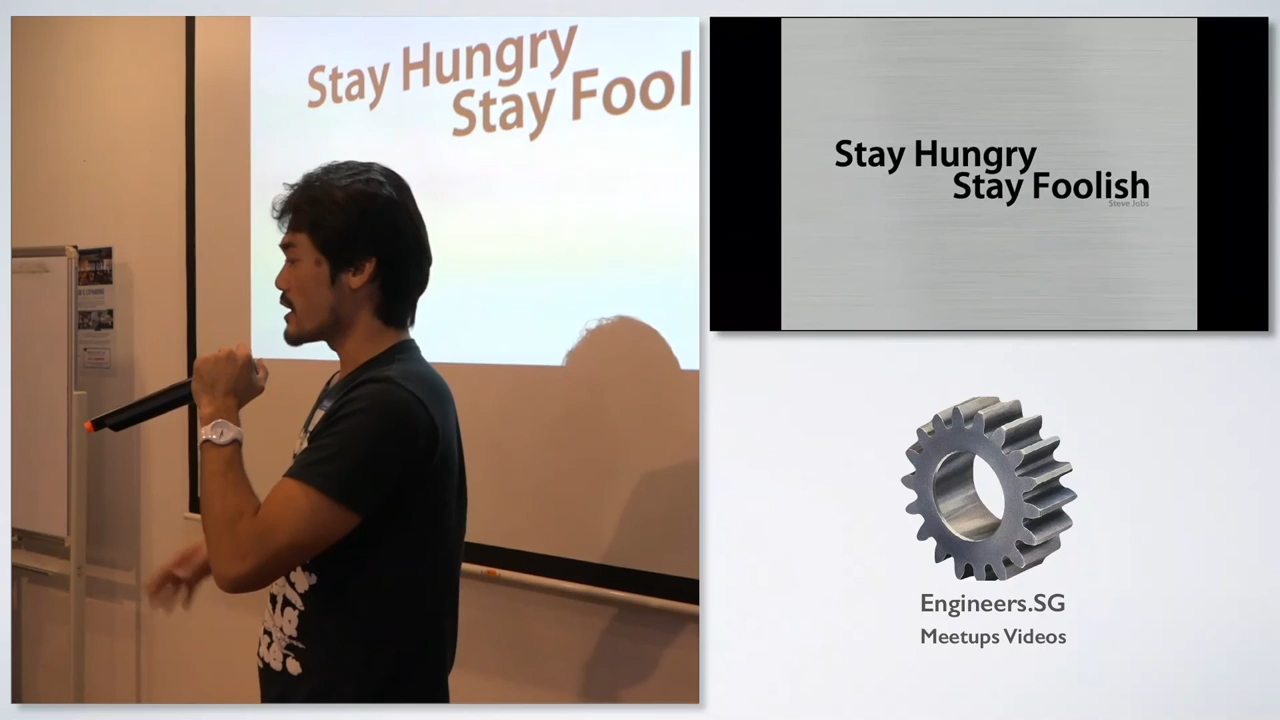 Stay Hungry
Stay Fool
Stay Hungry
Stay Foolish
Steve Jobs
Engineers.SG
Meetups Videos